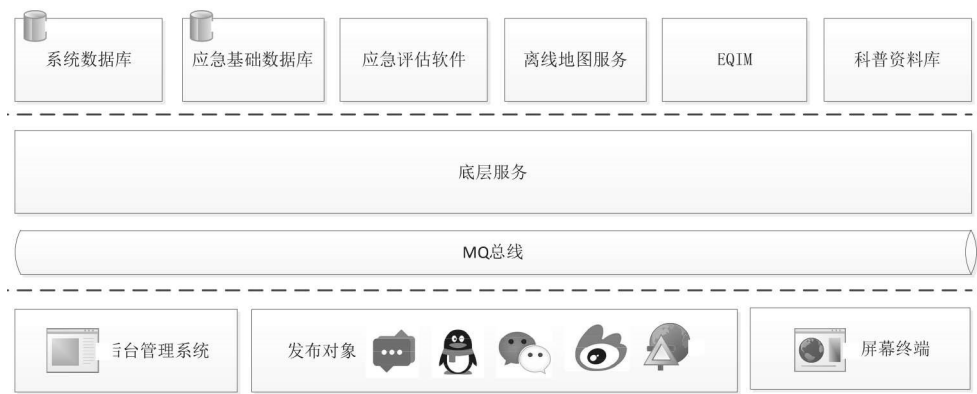 系统数据库
应急基础数据库
应急评估软件
离线地图服务
EQIM
科普资料库
底层服务
MQ总线
后台管理系统
发布对象
屏幕终端